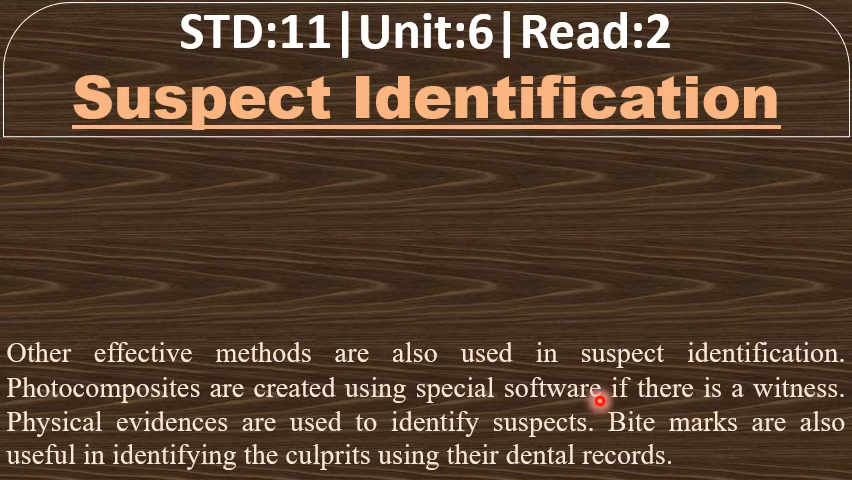 STD:11|Unit:6|Read:2
Suspect Identification
Other effective methods are also used in suspect identification.
Photocomposites are created using special software if there is a witness.
Physical evidences are used to identify suspects. Bite marks are also
useful in identifying the culprits using their dental records.